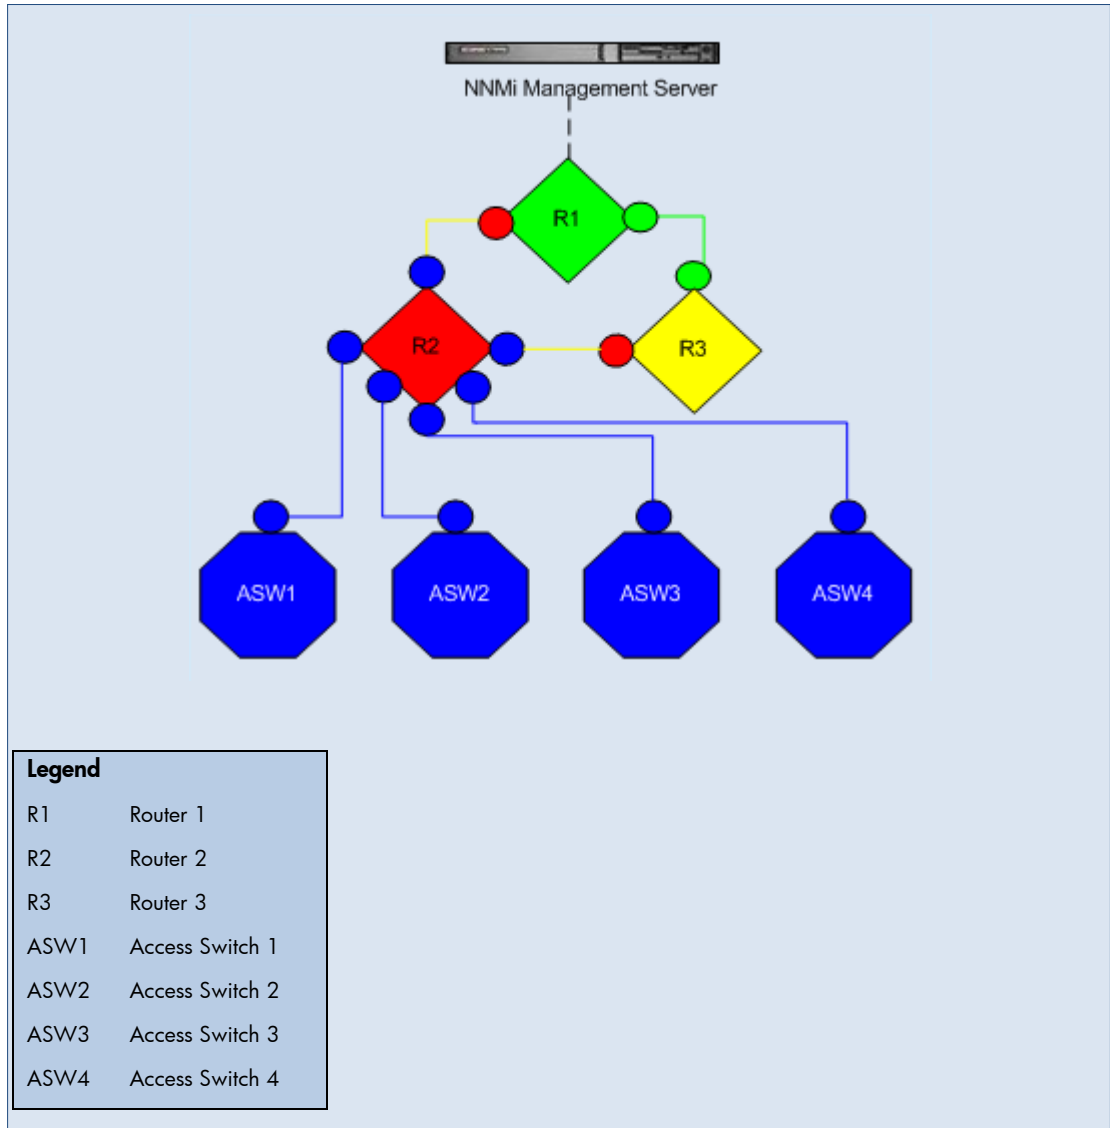 NNMi Management Server
R1
R2
R3
ASW1
ASW2
ASW3
ASW4
Legend
R1 Router 1
R2 Router 2
R3 Router 3
ASW1 Access Switch 1
ASW2 Access Switch 2
ASW3 Access Switch 3
ASW4 Access Switch 4